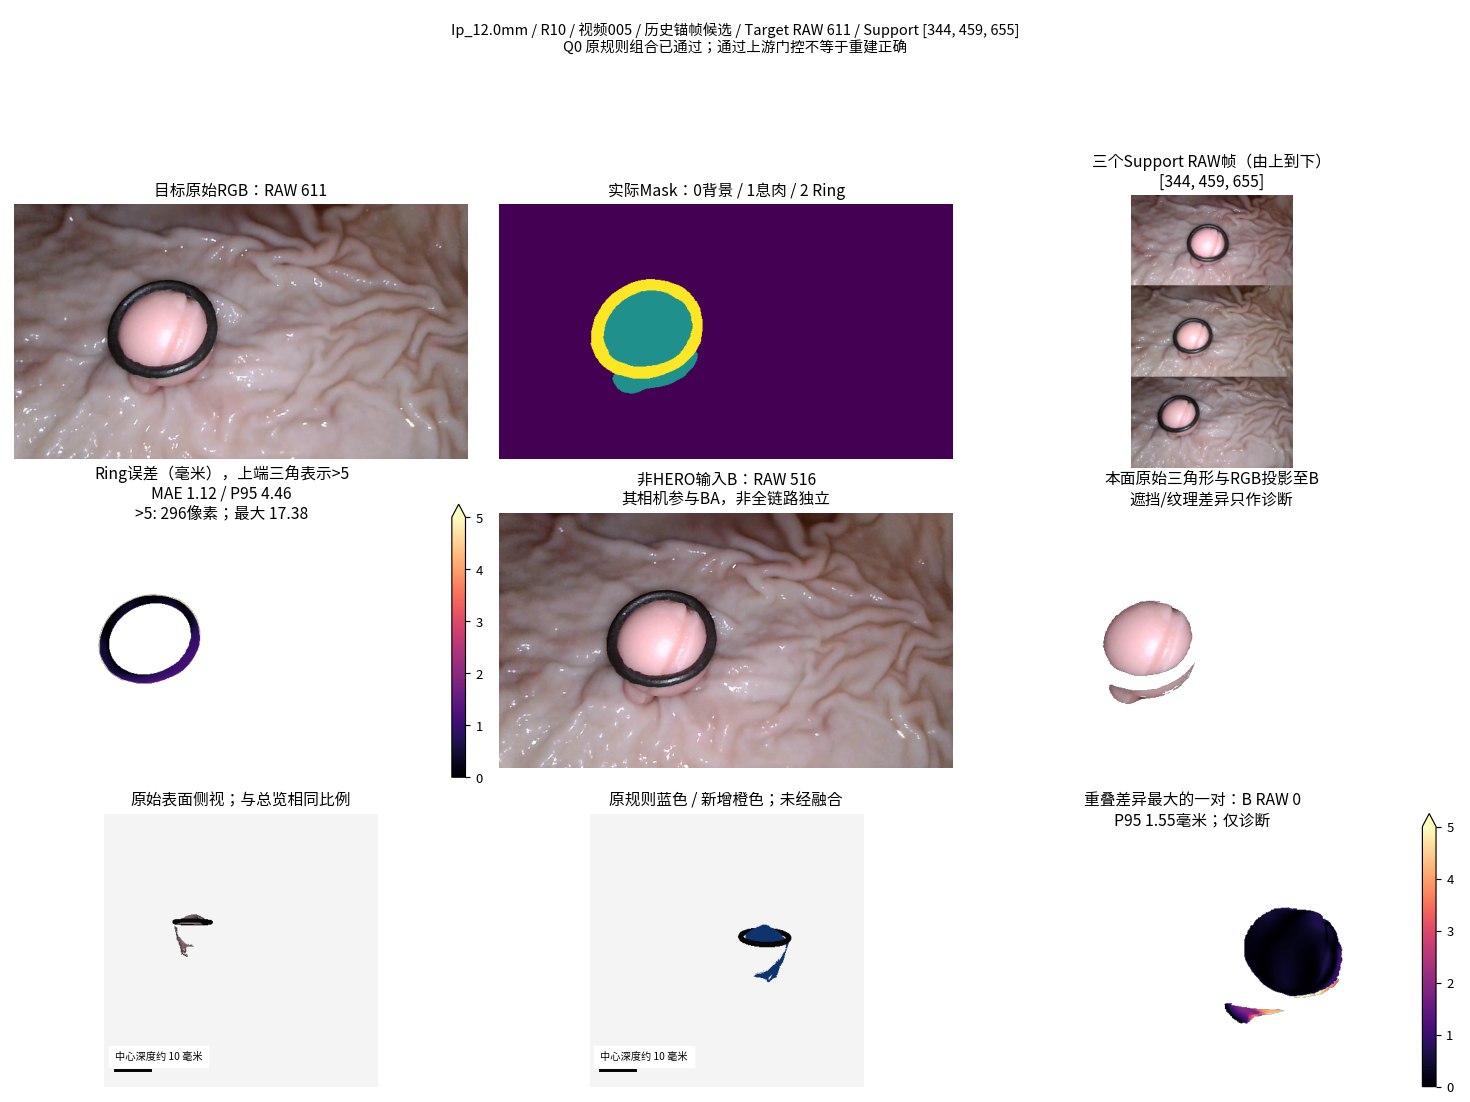 Ip_12.0mm / R10 / 视频005 / 历史锚帧候选 / Target RAW 611 / Support [344, 459, 655]
Q0 原规则组合已通过；通过上游门控不等于重建正确
目标原始RGB：RAW 611
实际Mask：0背景 / 1息肉 / 2 Ring
三个Support RAW帧（由上到下）
[344, 459, 655]
Ring误差（毫米），上端三角表示>5
MAE 1.12 / P95 4.46
>5: 296像素；最大 17.38
5
4
3
2
1
0
非HERO输入B：RAW 516
其相机参与BA，非全链路独立
本面原始三角形与RGB投影至B
遮挡/纹理差异只作诊断
原始表面侧视；与总览相同比例
中心深度约 10 毫米
原规则蓝色 / 新增橙色；未经融合
中心深度约 10 毫米
重叠差异最大的一对：B RAW 0
P95 1.55毫米；仅诊断
5
4
3
2
1
0